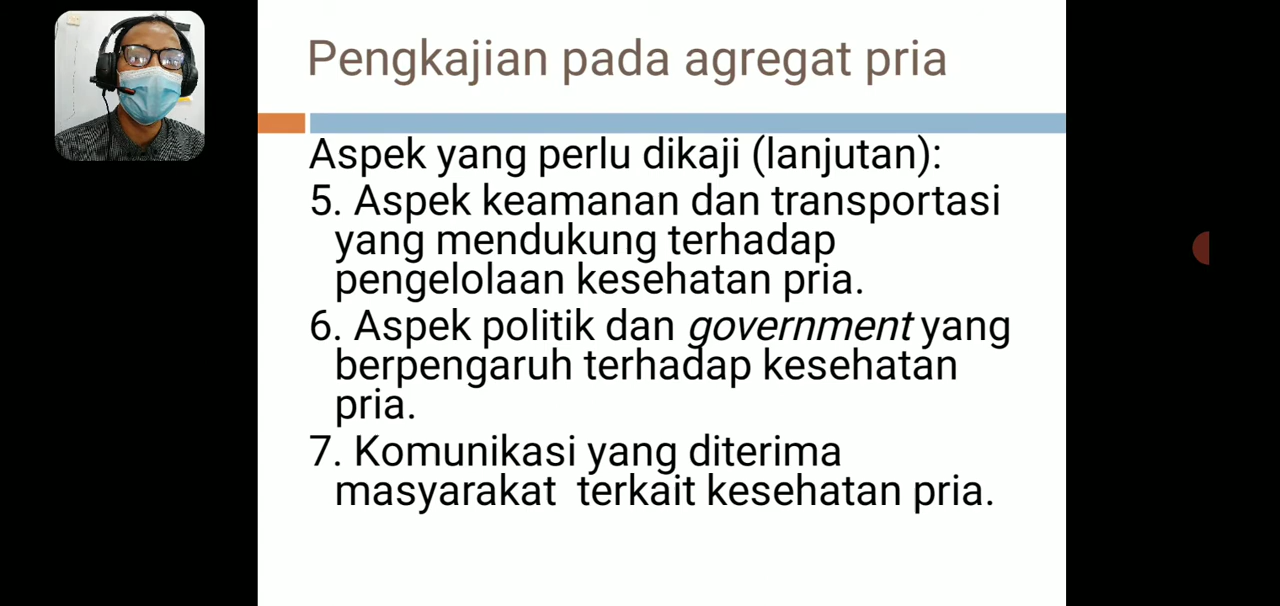 Pengkajian pada agregat pria
Aspek yang perlu dikaji (lanjutan):
5. Aspek keamanan dan transportasi
yang mendukung terhadap
pengelolaan kesehatan pria.
6. Aspek politik dan government yang
berpengaruh terhadap kesehatan
pria.
7. Komunikasi yang diterima
masyarakat  terkait kesehatan pria.